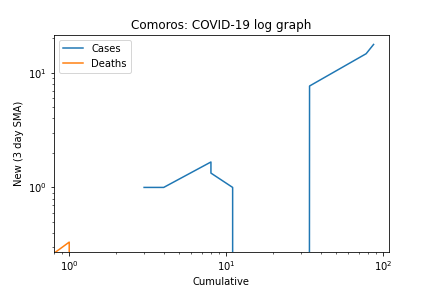 Comoros: COVID-19 log graph
Cases
Deaths
New (3 day SMA)
10¹
10⁰
10⁰ 10¹ 10²
Cumulative